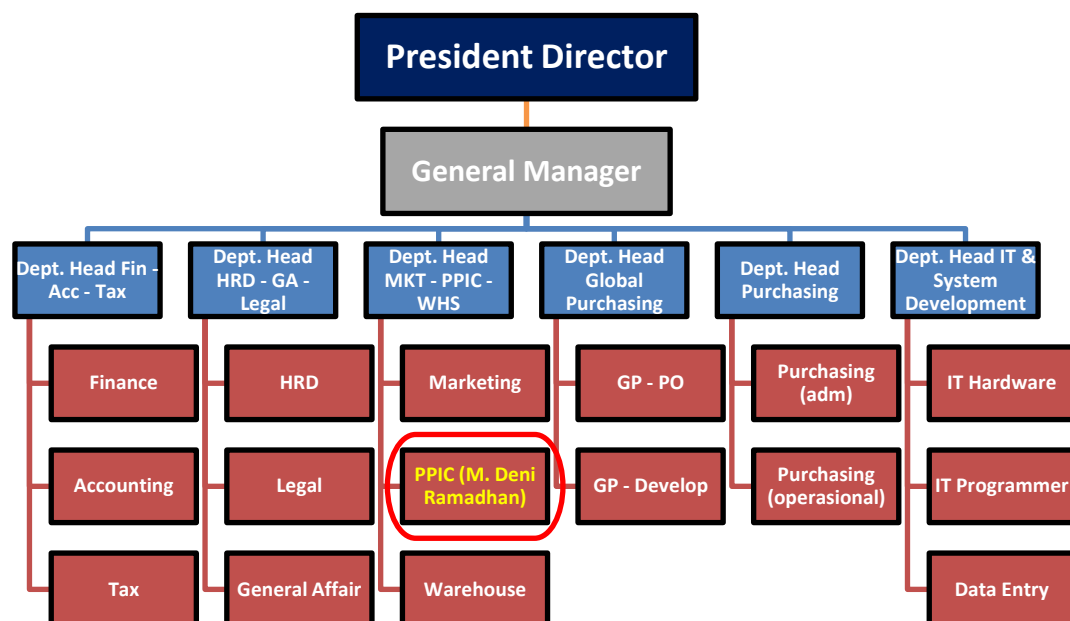 President Director
General Manager
Dept. Head Fin -
Acc - Tax
Dept. Head
HRD - GA -
Legal
Dept. Head
MKT - PPIC -
WHS
Dept. Head
Global
Purchasing
Dept. Head
Purchasing
Dept. Head IT &
System
Development
Finance
HRD
Marketing
GP - PO
Purchasing
(adm)
IT Hardware
Accounting
Legal
PPIC (M. Deni
Ramadhan)
GP - Develop
Purchasing
(operasional)
IT Programmer
Tax
General Affair
Warehouse
Data Entry